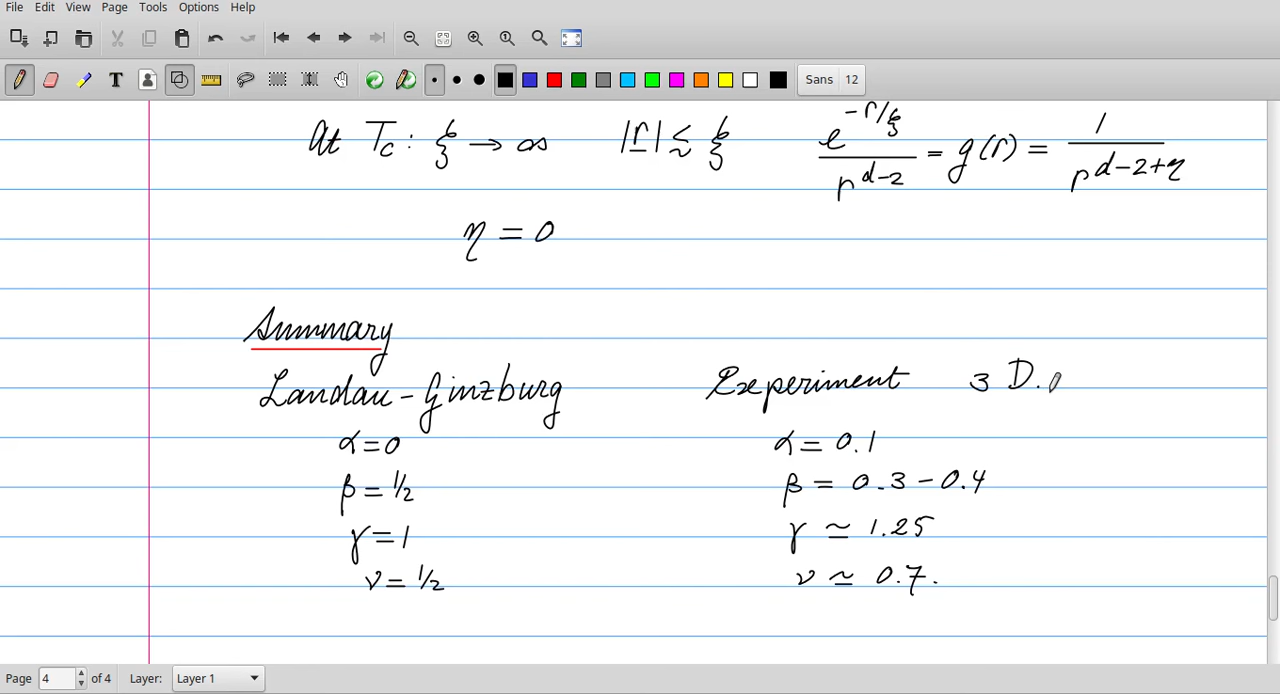 File Edit View Page Tools Options Help
Sans 12
At Tc: ξ → ∞ |r| ≲ ξ e^{-r/ξ} / r^{d-2} = g(r) = 1 / r^{d-2+η}
η = 0
Summary
Landau - Ginzburg Experiment 3 D.
α = 0 α = 0.1
β = 1/2 β = 0.3 - 0.4
γ = 1 γ ≃ 1.25
ν = 1/2 ν ≃ 0.7.
Page 4 of 4 Layer: Layer 1